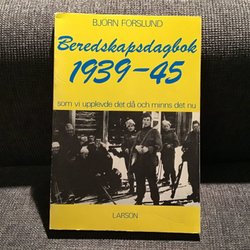 BJÖRN FORSLUND
Beredskapsdagbok
1939-45
som vi upplevde det då och minns det nu
LARSON